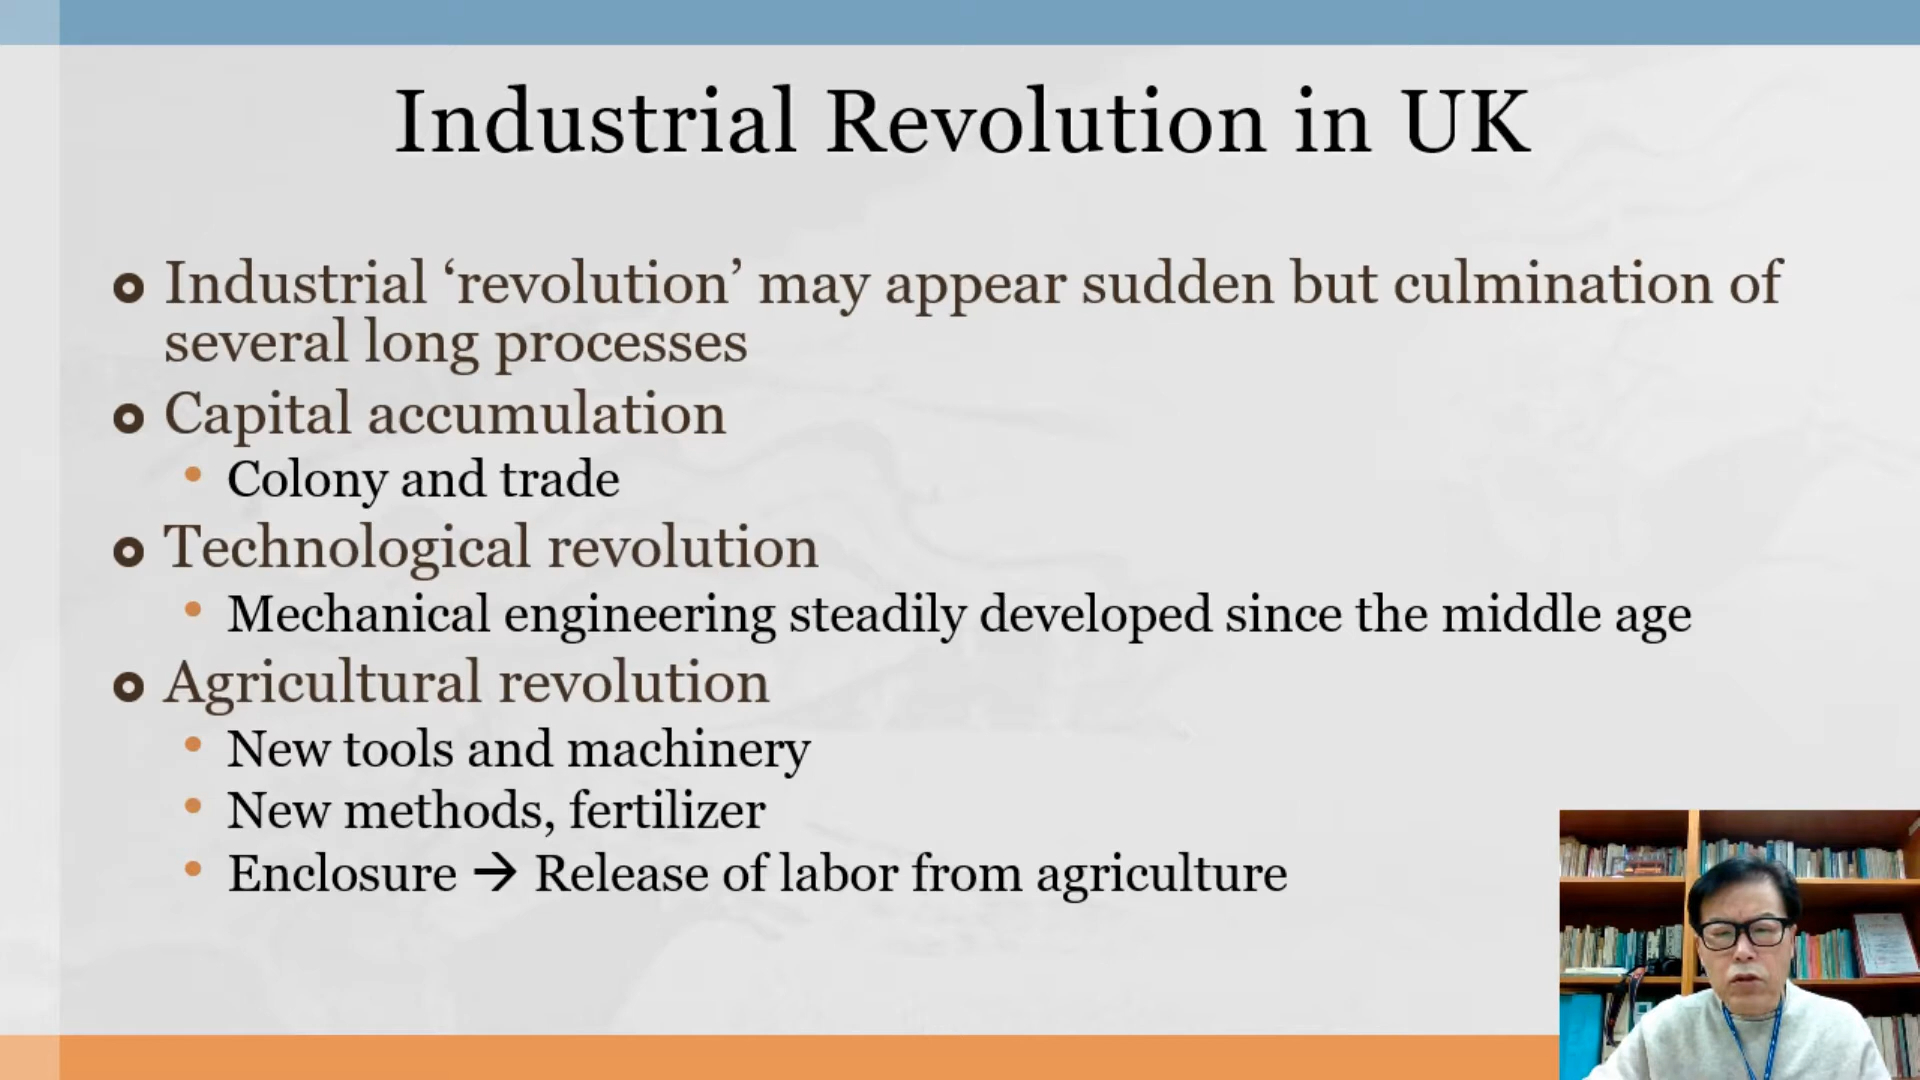 Industrial Revolution in UK
Industrial ‘revolution’ may appear sudden but culmination of
several long processes
Capital accumulation
Colony and trade
Technological revolution
Mechanical engineering steadily developed since the middle age
Agricultural revolution
New tools and machinery
New methods, fertilizer
Enclosure → Release of labor from agriculture